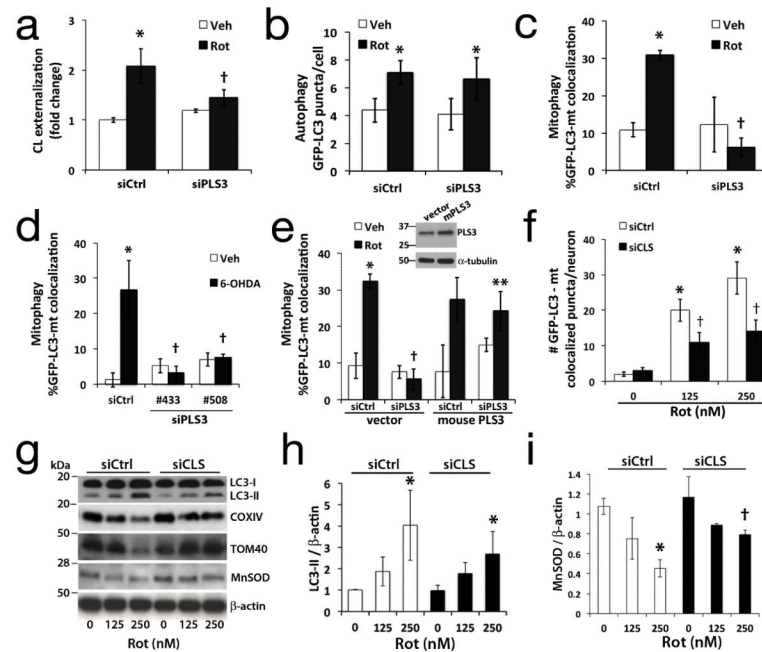 a
CL externalization
(fold change)
3
2
1
0
Veh
Rot
*
†
siCtrl
siPLS3
b
Autophagy
GFP-LC3 puncta/cell
10
8
6
4
2
0
Veh
Rot
*
*
siCtrl
siPLS3
c
Mitophagy
%GFP-LC3-mt colocalization
40
30
20
10
0
Veh
Rot
*
†
siCtrl
siPLS3
d
Mitophagy
%GFP-LC3-mt colocalization
40
30
20
10
0
Veh
6-OHDA
*
†
†
siCtrl
#433
#508
siPLS3
e
Mitophagy
%GFP-LC3-mt colocalization
50
40
30
20
10
0
Veh
Rot
vector
mPLS3
37
25
PLS3
50
α-tubulin
*
†
**
siCtrl siPLS3 siCtrl siPLS3
vector
mouse PLS3
f
# GFP-LC3 - mt
colocalized puncta/neuron
40
30
20
10
0
siCtrl
siCLS
*
†
*
†
0
125
250
Rot (nM)
g
kDa
siCtrl
siCLS
20
LC3-I
LC3-II
20
COXIV
50
TOM40
28
MnSOD
50
β-actin
0 125 250 0 125 250
Rot (nM)
h
LC3-II / β-actin
6
5
4
3
2
1
0
siCtrl
siCLS
*
*
0 125 250 0 125 250
Rot (nM)
i
MnSOD / β-actin
1.4
1.2
1
0.8
0.6
0.4
0.2
0
siCtrl
siCLS
*
†
0 125 250 0 125 250
Rot (nM)